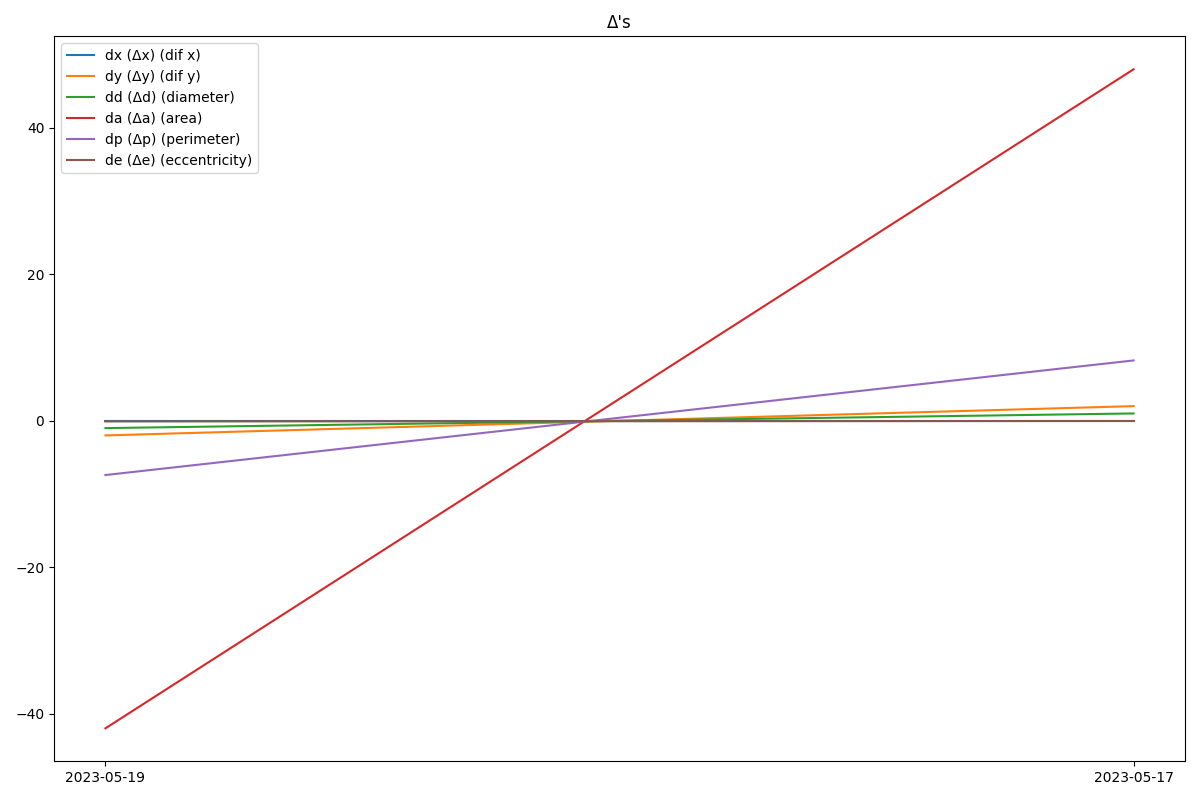 Δ's
dx (Δx) (dif x)
dy (Δy) (dif y)
dd (Δd) (diameter)
da (Δa) (area)
dp (Δp) (perimeter)
de (Δe) (eccentricity)
40
20
0
−20
−40
2023-05-19
2023-05-17